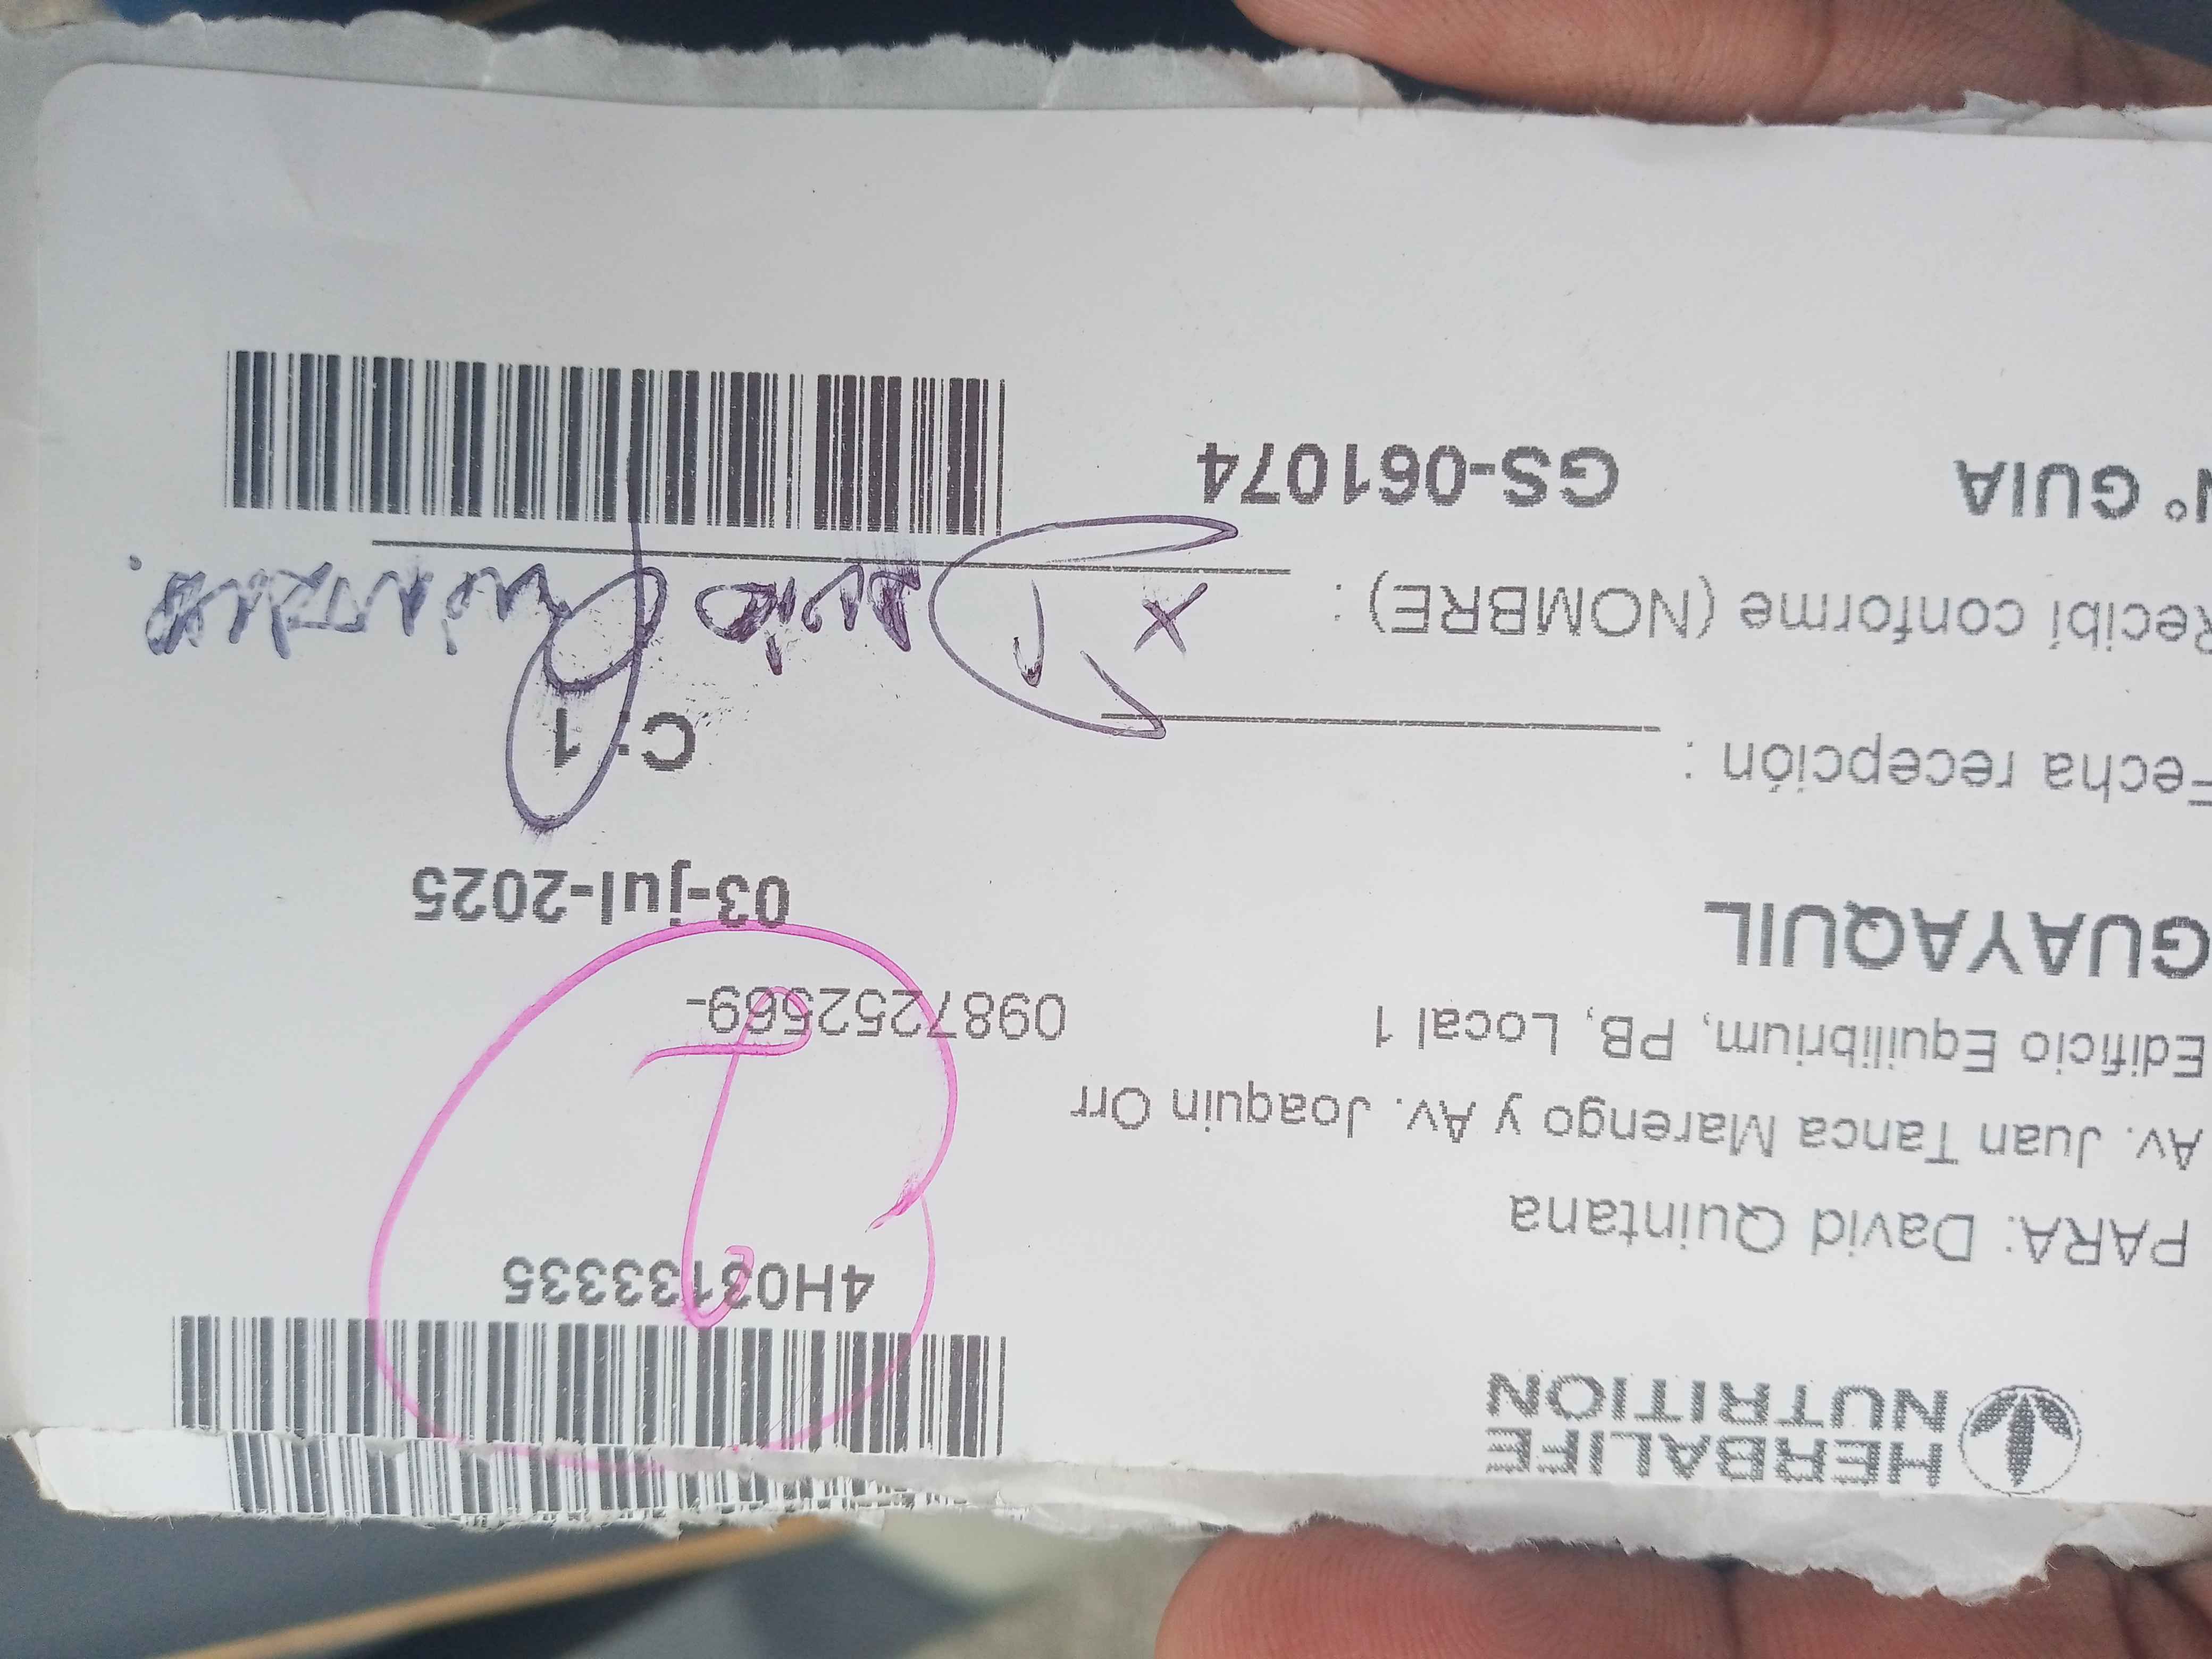 HERBALIFE
NUTRITION
4H03133335
PARA: David Quintana
Av. Juan Tanca Marengo y Av. Joaquin Orr
Edificio Equilibrium, PB, Local 1
0987252569-
GUAYAQUIL
03-jul-2025
Fecha recepción :
C: 1
Recibí conforme (NOMBRE) :
X David
N° GUIA GS-061074